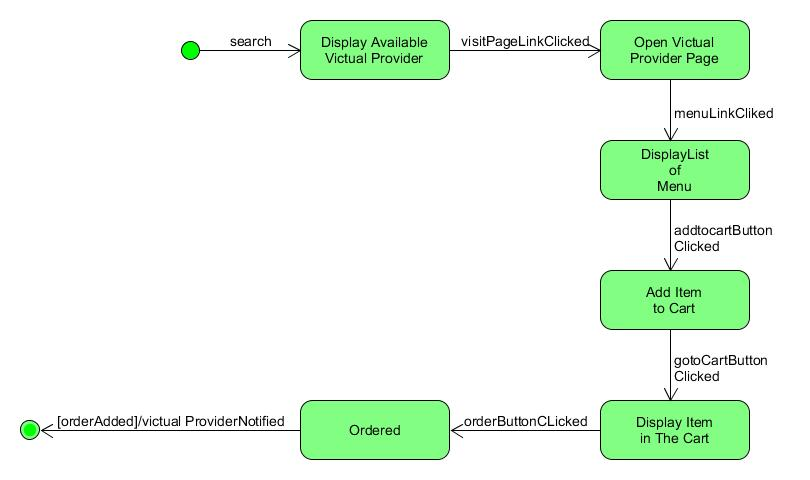 search
Display Available
Victual Provider
visitPageLinkClicked
Open Victual
Provider Page
menuLinkCliked
DisplayList
of
Menu
addtocartButton
Clicked
Add Item
to Cart
gotoCartButton
Clicked
Display Item
in The Cart
orderButtonCLicked
Ordered
[orderAdded]/victual ProviderNotified